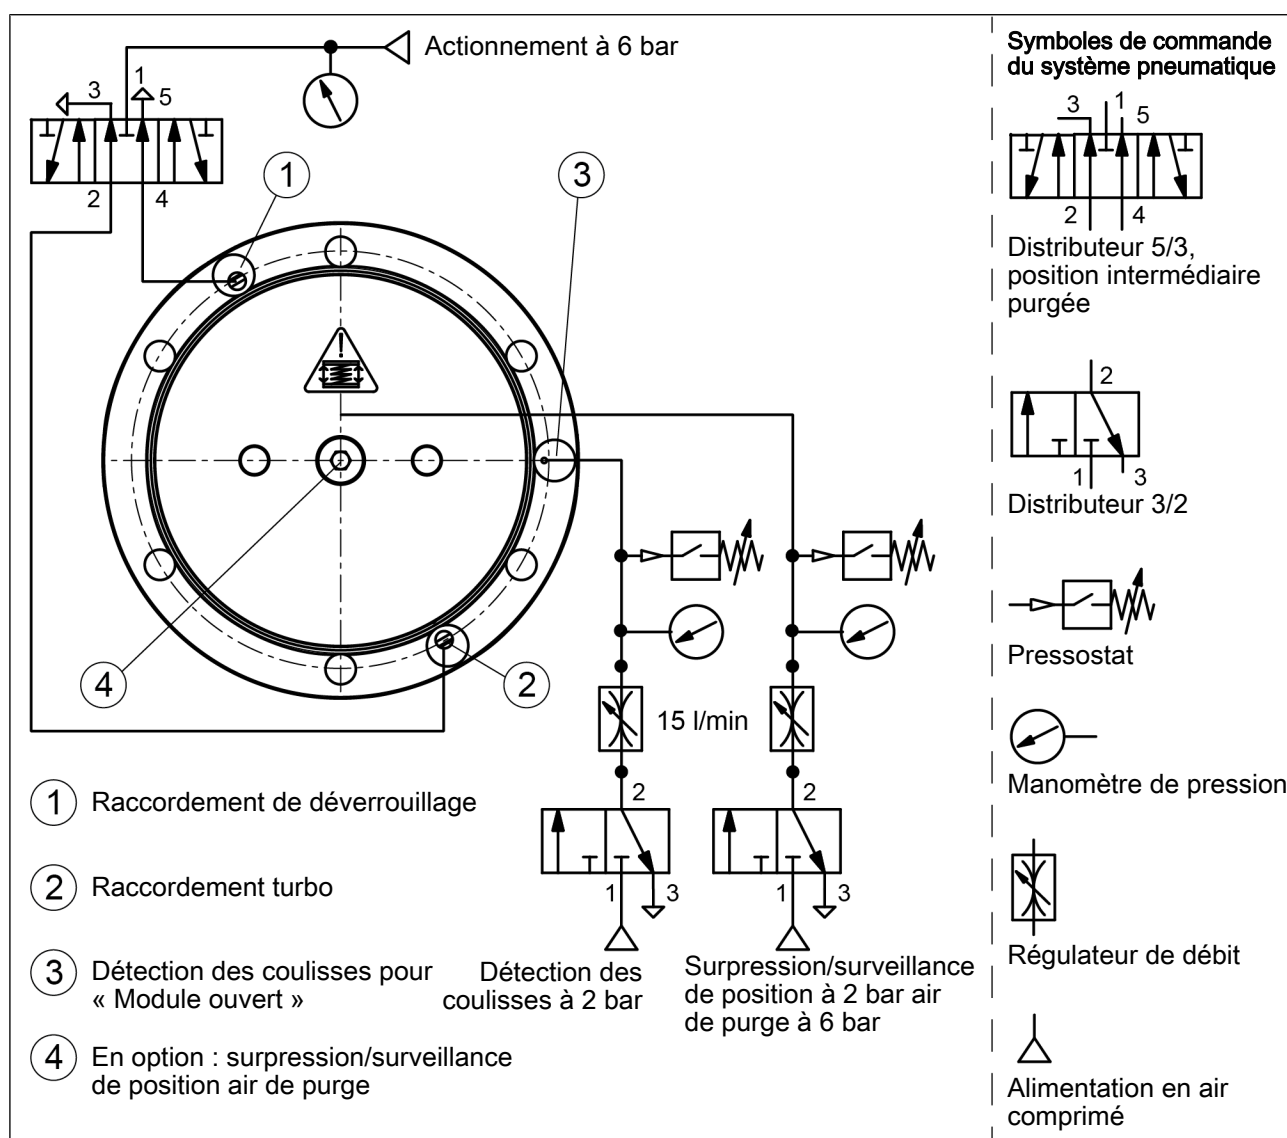 Actionnement à 6 bar
3
1
5
2
4
1
3
!
4
2
15 l/min
2
1
3
2
1
3
Détection des
coulisses à 2 bar
Surpression/surveillance
de position à 2 bar air
de purge à 6 bar
1 Raccordement de déverrouillage
2 Raccordement turbo
3 Détection des coulisses pour
« Module ouvert »
4 En option : surpression/surveillance
de position air de purge
Symboles de commande
du système pneumatique
3
1
5
2
4
Distributeur 5/3,
position intermédiaire
purgée
2
1
3
Distributeur 3/2
Pressostat
Manomètre de pression
Régulateur de débit
Alimentation en air
comprimé